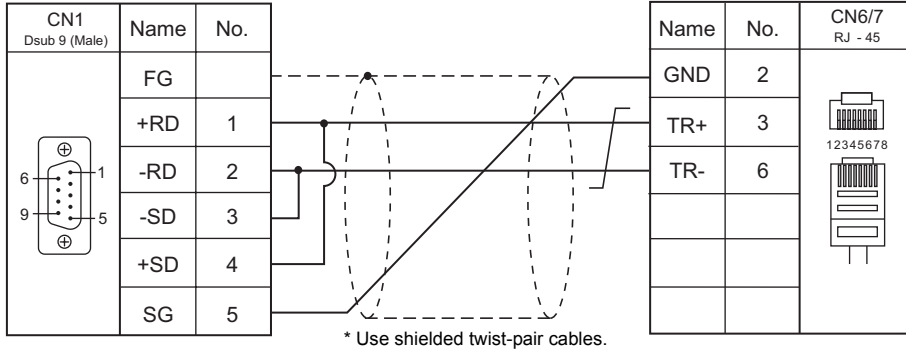 CN1
Dsub 9 (Male)
Name
No.
FG
+RD
1
-RD
2
-SD
3
+SD
4
SG
5
6
1
9
5
Name
No.
CN6/7
RJ - 45
GND
2
TR+
3
TR-
6
12345678
* Use shielded twist-pair cables.